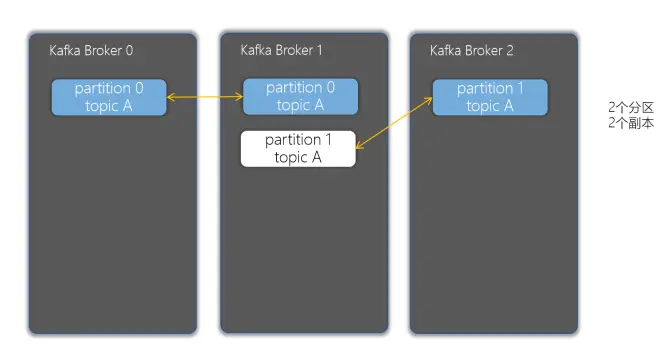 Kafka Broker 0
partition 0
topic A
Kafka Broker 1
partition 0
topic A
partition 1
topic A
Kafka Broker 2
partition 1
topic A
2个分区
2个副本